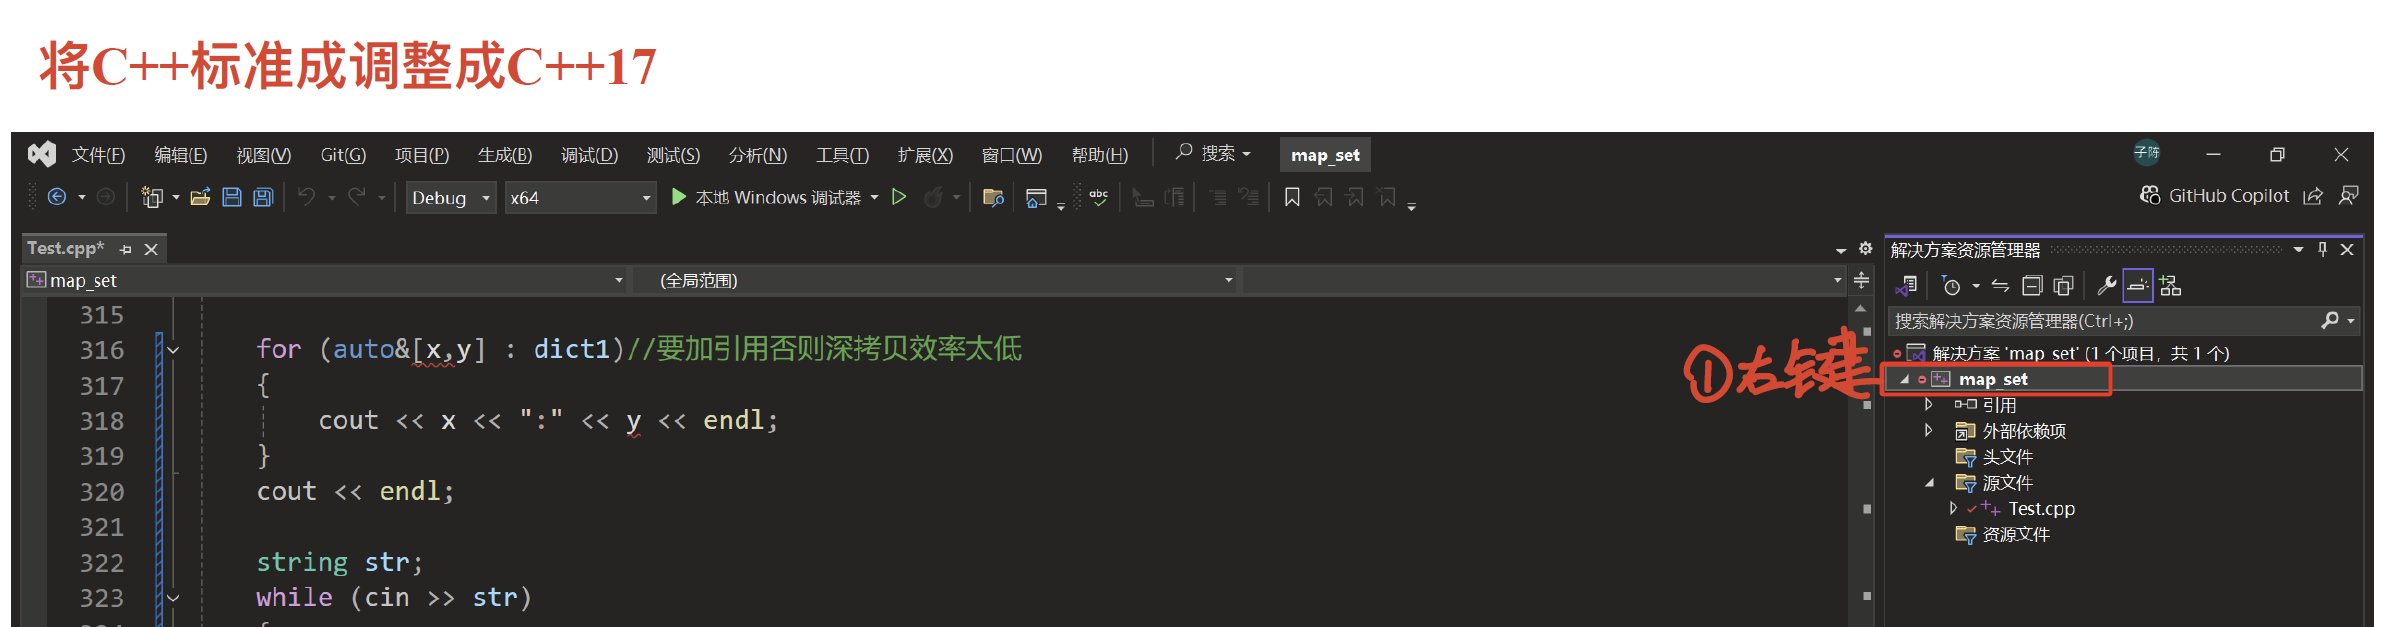 将C++标准成调整成C++17
文件(F) 编辑(E) 视图(V) Git(G) 项目(P) 生成(B) 调试(D) 测试(S) 分析(N) 工具(T) 扩展(X) 窗口(W) 帮助(H) 搜索 map_set 子陈
Debug x64 本地 Windows 调试器 abc GitHub Copilot
Test.cpp*
map_set (全局范围)
315
316 for (auto&[x,y] : dict1)//要加引用否则深拷贝效率太低
317 {
318 cout << x << ":" << y << endl;
319 }
320 cout << endl;
321
322 string str;
323 while (cin >> str)
解决方案资源管理器
搜索解决方案资源管理器(Ctrl+;)
解决方案 'map_set' (1 个项目，共 1 个)
①右键
map_set
引用
外部依赖项
头文件
源文件
Test.cpp
资源文件